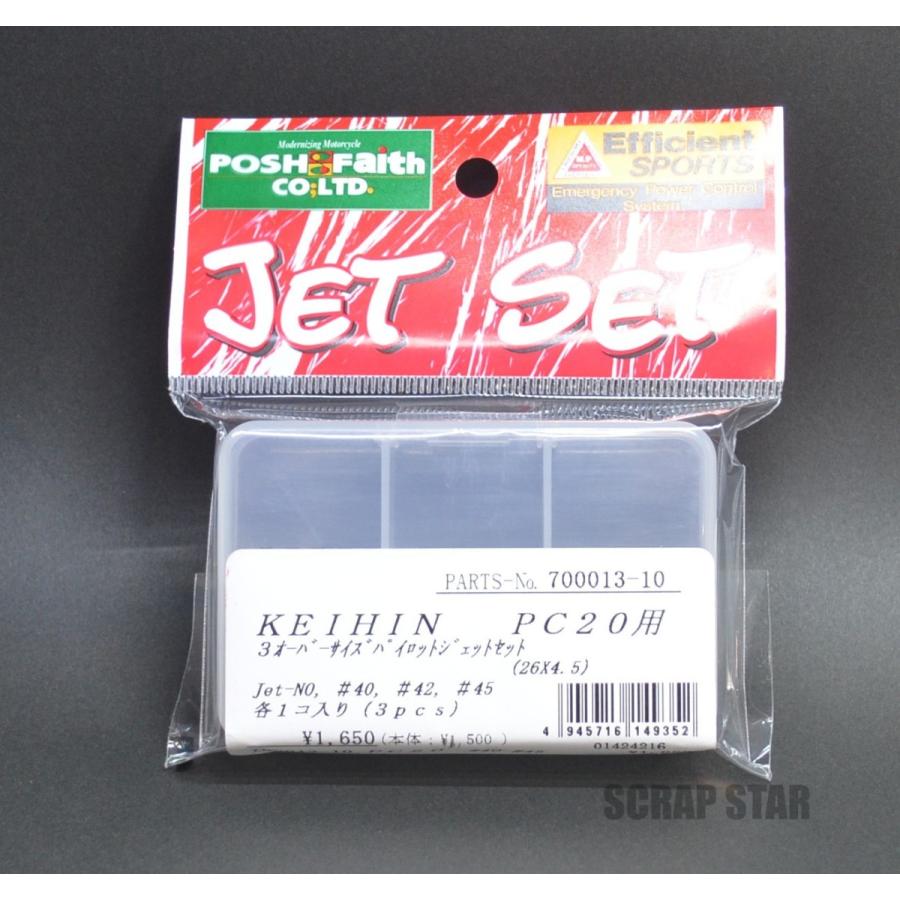 Modernizing Motorcycle
POSH Faith
CO;LTD.
M.P
Efficient
SPORTS
Emergency Power Control
System
JET SET
PARTS-No. 700013-10
KEIHIN PC20用
3オーバーサイズパイロットジェットセット
(26X4.5)
Jet-NO, #40, #42, #45
各1コ入り(3pcs)
¥1,650(本体:¥1,500)
4 945716 149352
01424216
SCRAP STAR